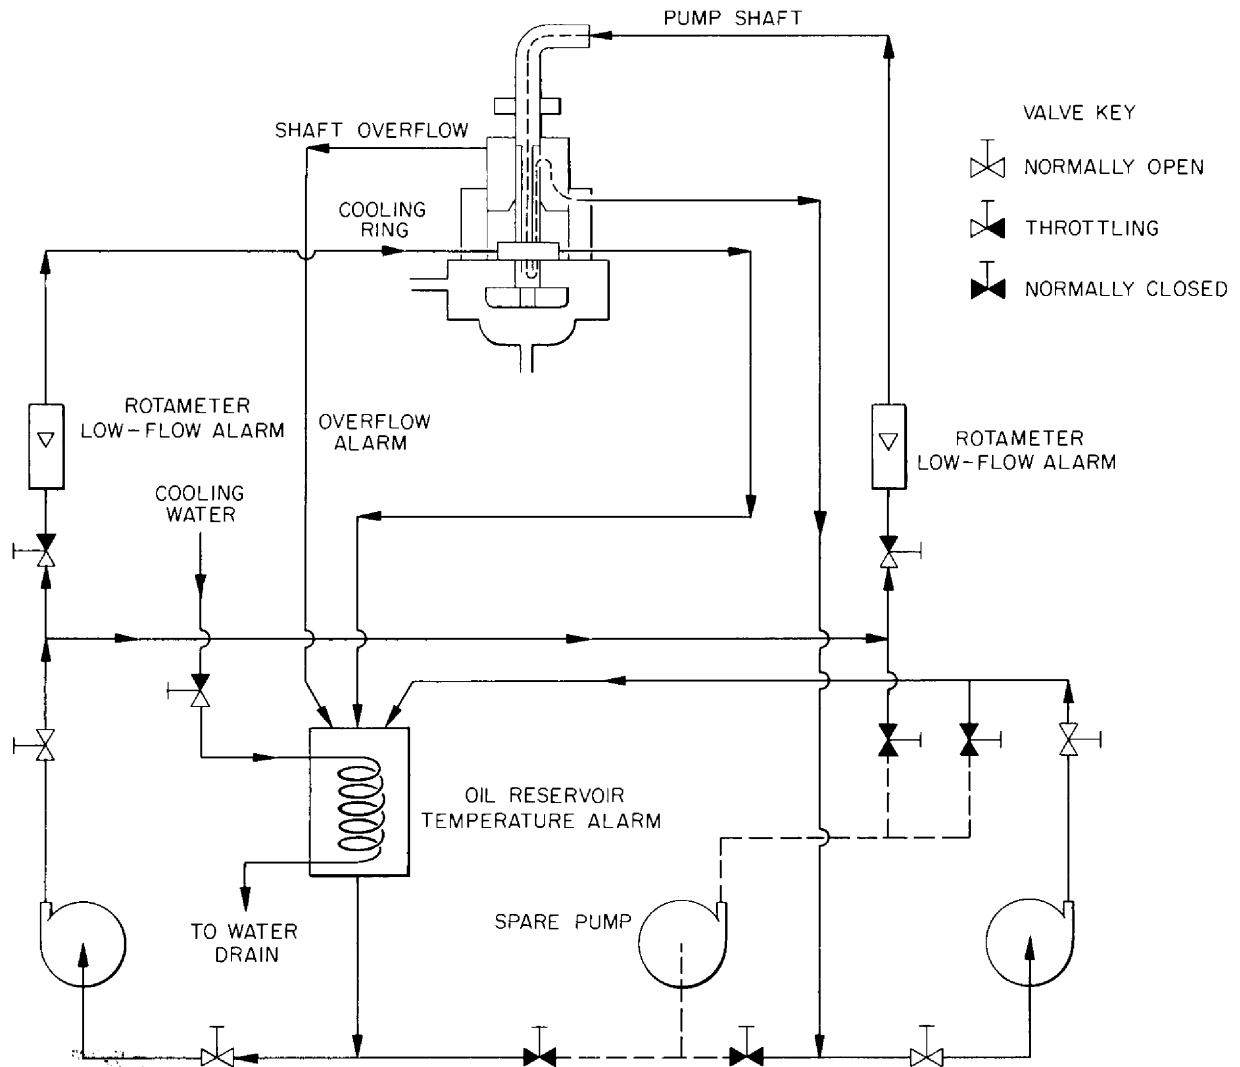 PUMP SHAFT
VALVE KEY
SHAFT OVERFLOW
NORMALLY OPEN
COOLING
RING
THROTTLING
NORMALLY CLOSED
ROTAMETER
LOW-FLOW ALARM
OVERFLOW
ALARM
ROTAMETER
LOW-FLOW ALARM
COOLING
WATER
OIL RESERVOIR
TEMPERATURE ALARM
SPARE PUMP
TO WATER
DRAIN